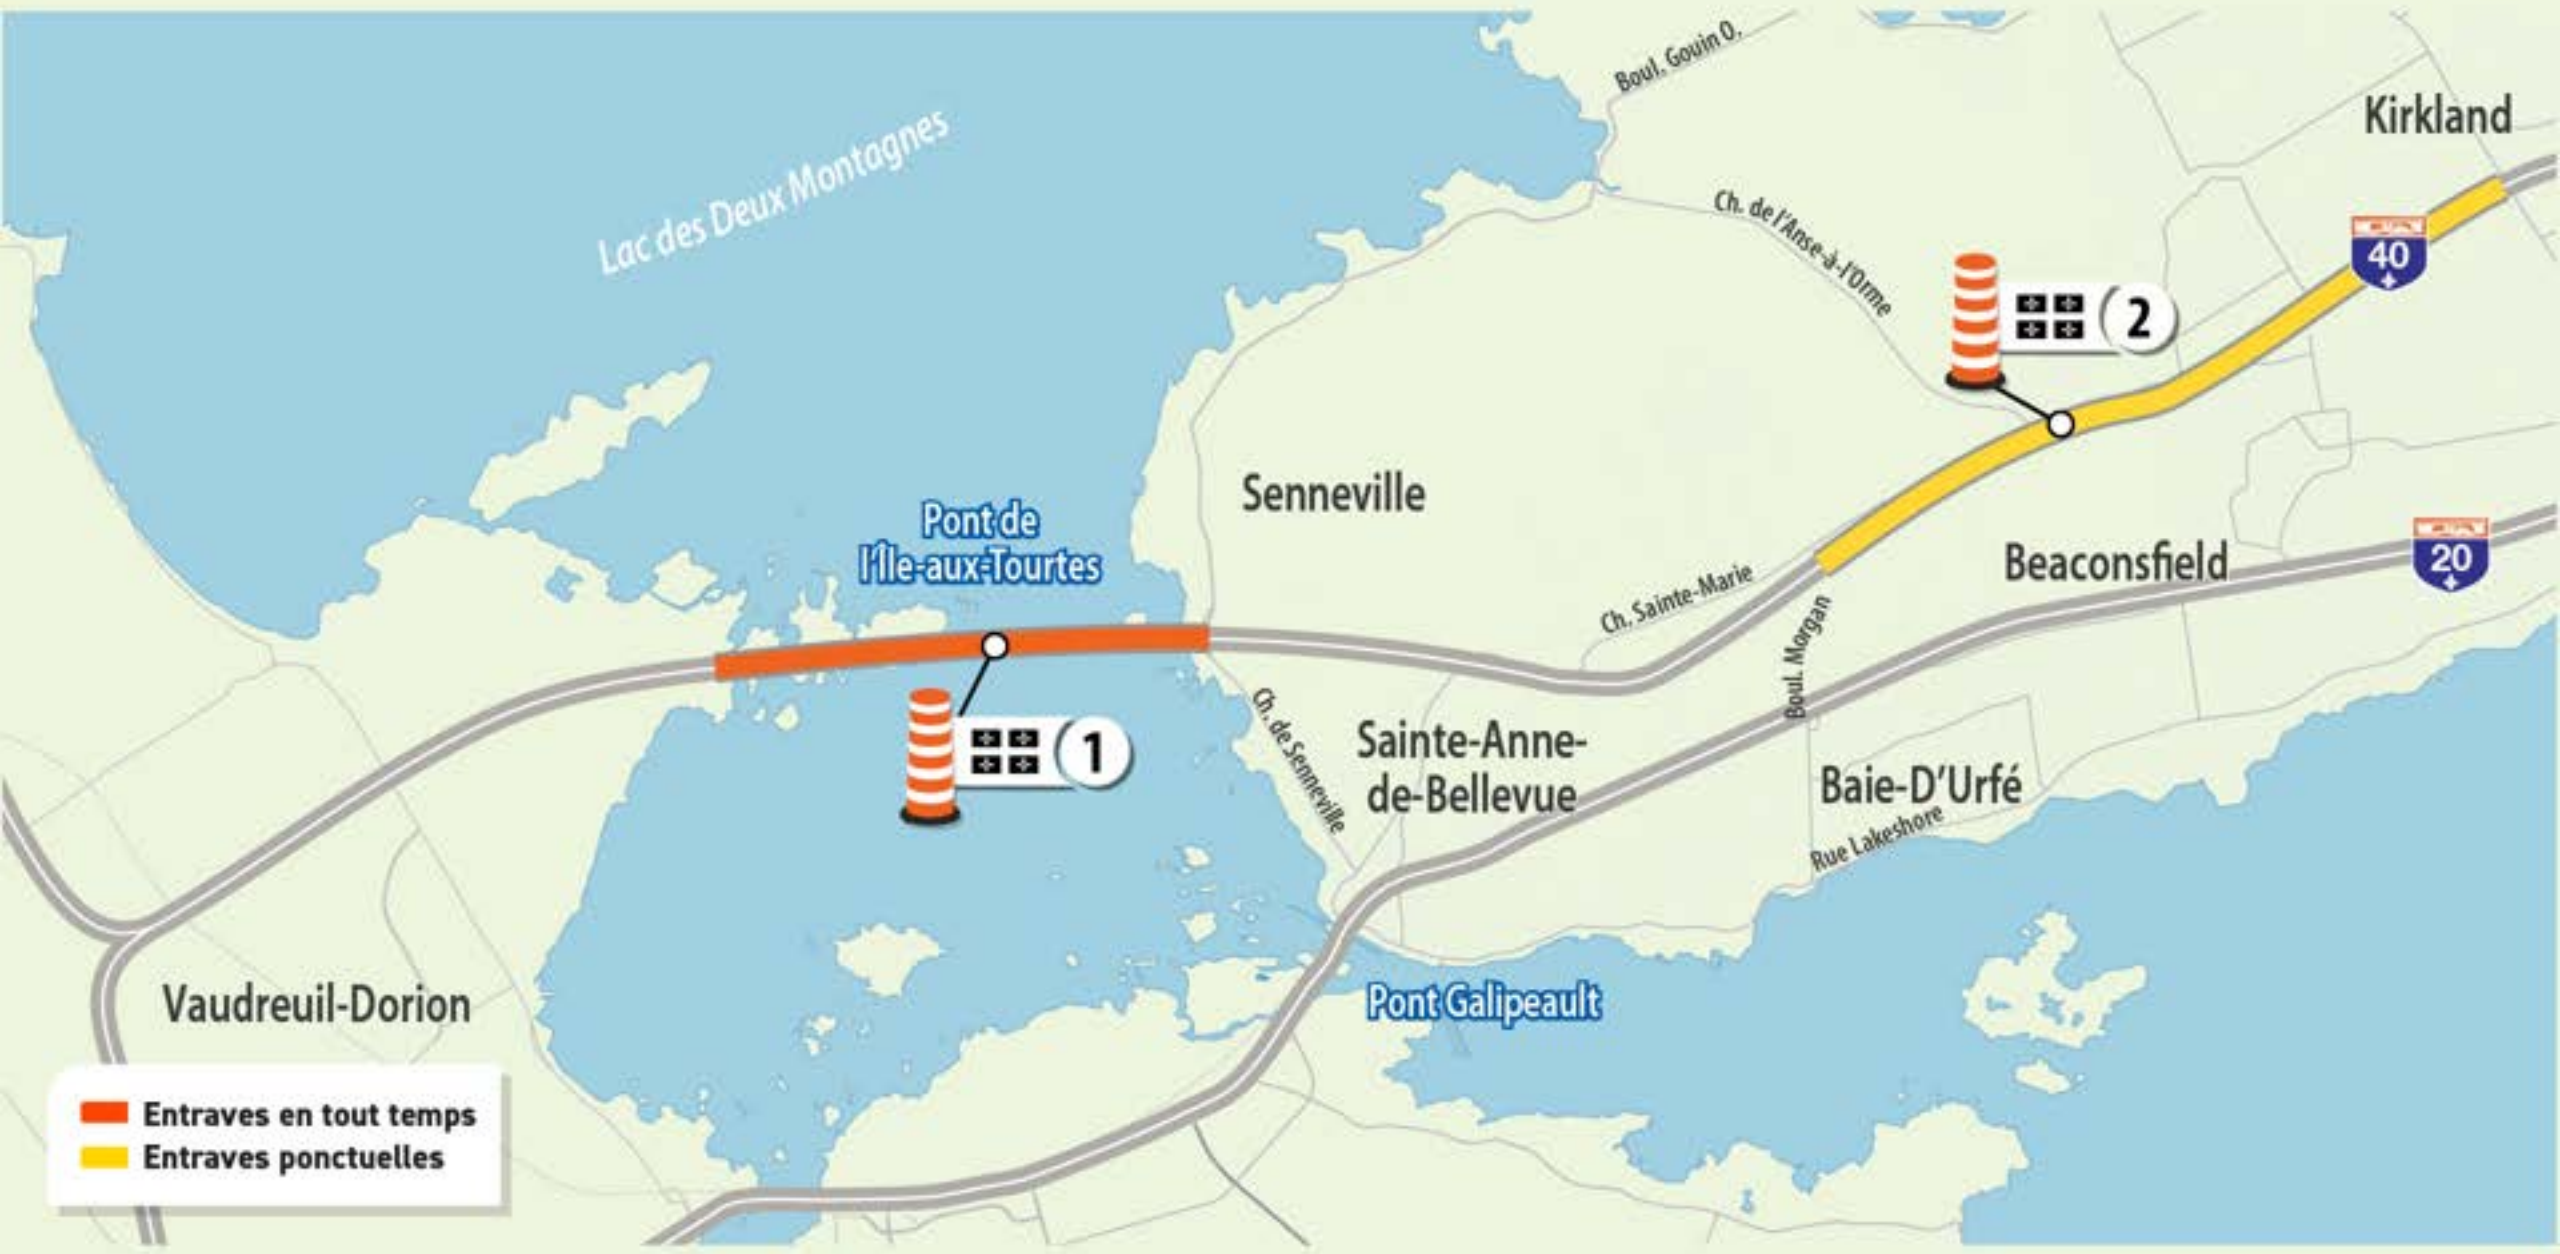 Boul. Gouin O.
Kirkland
Lac des Deux Montagnes
Ch. de l'Anse-à-l'Orme
40
2
Senneville
Pont de
l'Île-aux-Tourtes
Beaconsfield
20
Ch. Sainte-Marie
Boul. Morgan
1
Ch. de Senneville
Sainte-Anne-
de-Bellevue
Baie-D'Urfé
Rue Lakeshore
Vaudreuil-Dorion
Pont Galipeault
Entraves en tout temps
Entraves ponctuelles